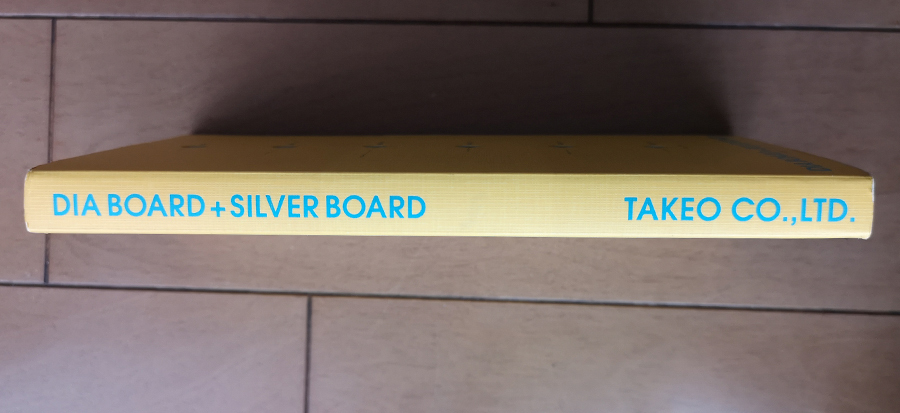 DIA BOARD + SILVER BOARD TAKEO CO.,LTD.